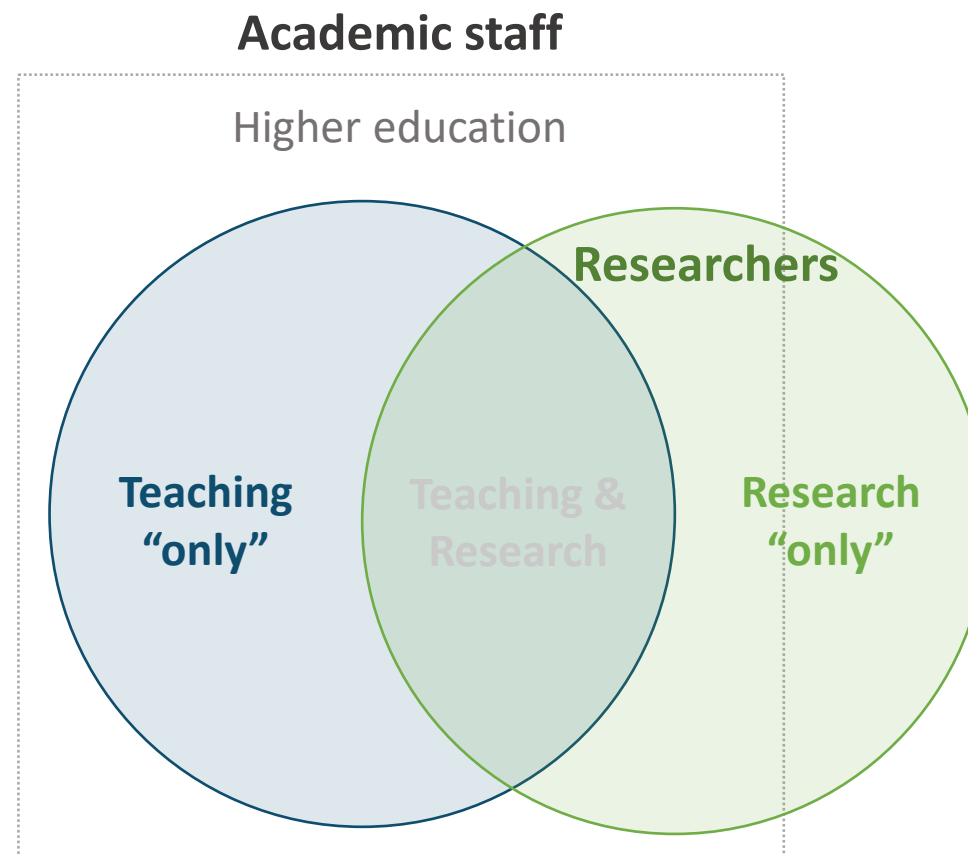 Academic staff
Higher education
Researchers
Teaching
“only”
Teaching &
Research
Research
“only”